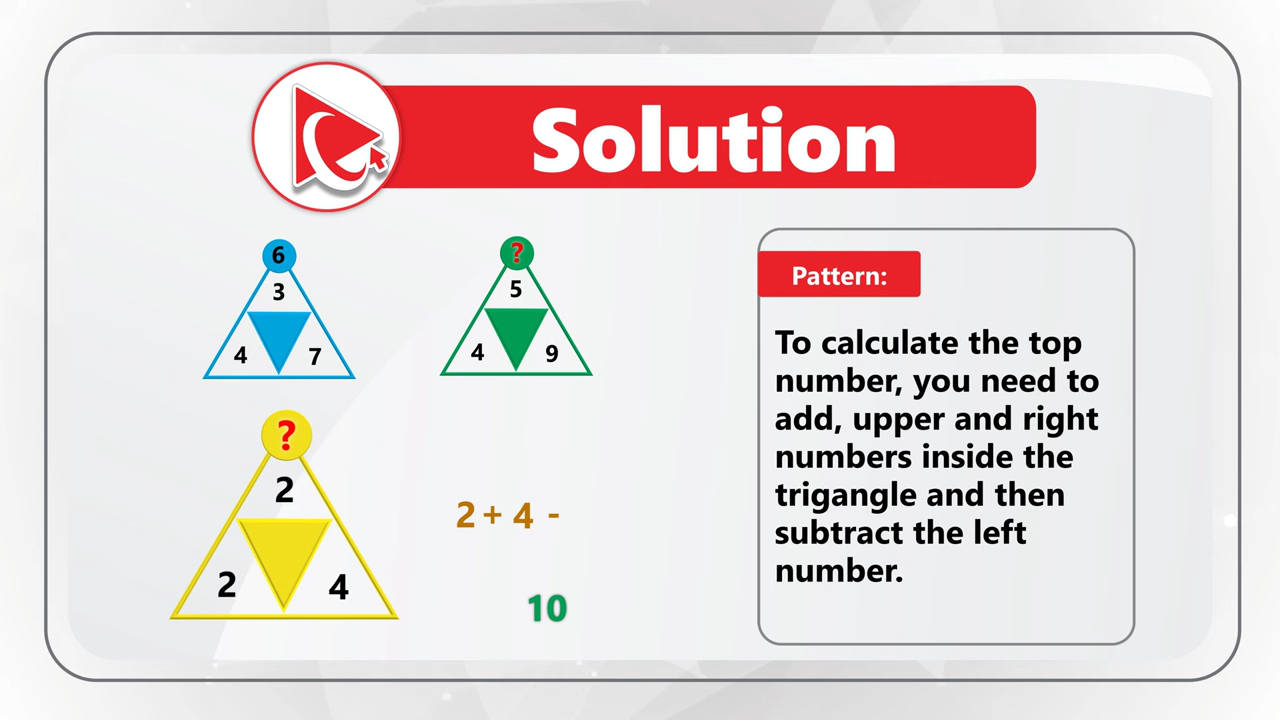 Solution
6
3
4 7
?
5
4 9
?
2
2 4
2 + 4 -
10
Pattern:
To calculate the top
number, you need to
add, upper and right
numbers inside the
trigangle and then
subtract the left
number.